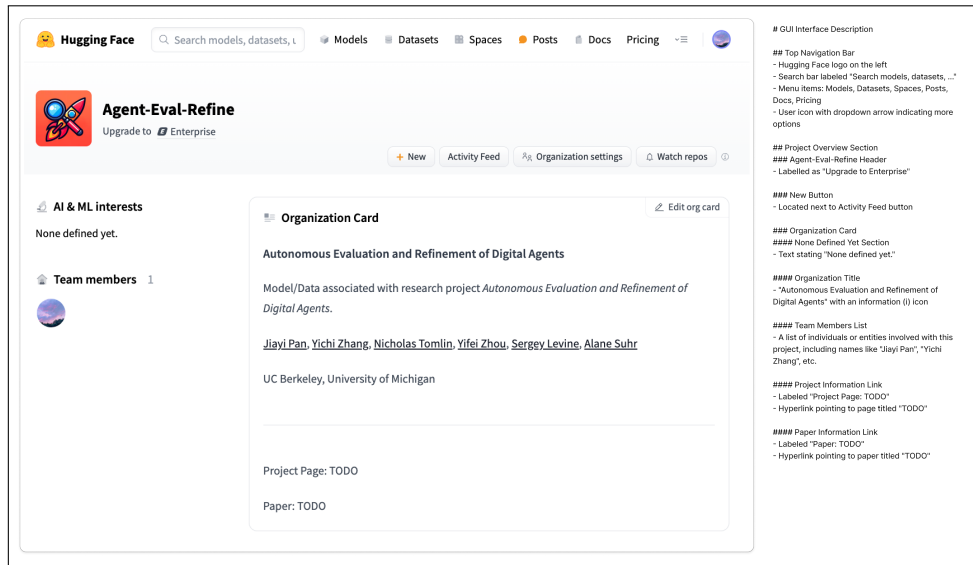 Hugging Face
Search models, datasets, u
Models
Datasets
Spaces
Posts
Docs
Pricing
Agent-Eval-Refine
Upgrade to Enterprise
+ New
Activity Feed
Organization settings
Watch repos
AI & ML interests
None defined yet.
Team members 1
Organization Card
Edit org card
Autonomous Evaluation and Refinement of Digital Agents
Model/Data associated with research project Autonomous Evaluation and Refinement of
Digital Agents.
Jiayi Pan, Yichi Zhang, Nicholas Tomlin, Yifei Zhou, Sergey Levine, Alane Suhr
UC Berkeley, University of Michigan
Project Page: TODO
Paper: TODO
# GUI Interface Description
## Top Navigation Bar
- Hugging Face logo on the left
- Search bar labeled "Search models, datasets, ..."
- Menu items: Models, Datasets, Spaces, Posts,
Docs, Pricing
- User icon with dropdown arrow indicating more
options
## Project Overview Section
### Agent-Eval-Refine Header
- Labelled as "Upgrade to Enterprise"
### New Button
- Located next to Activity Feed button
### Organization Card
#### None Defined Yet Section
- Text stating "None defined yet."
#### Organization Title
- "Autonomous Evaluation and Refinement of
Digital Agents" with an information (i) icon
#### Team Members List
- A list of individuals or entities involved with this
project, including names like "Jiayi Pan", "Yichi
Zhang", etc.
#### Project Information Link
- Labeled "Project Page: TODO"
- Hyperlink pointing to page titled "TODO"
#### Paper Information Link
- Labeled "Paper: TODO"
- Hyperlink pointing to paper titled "TODO"